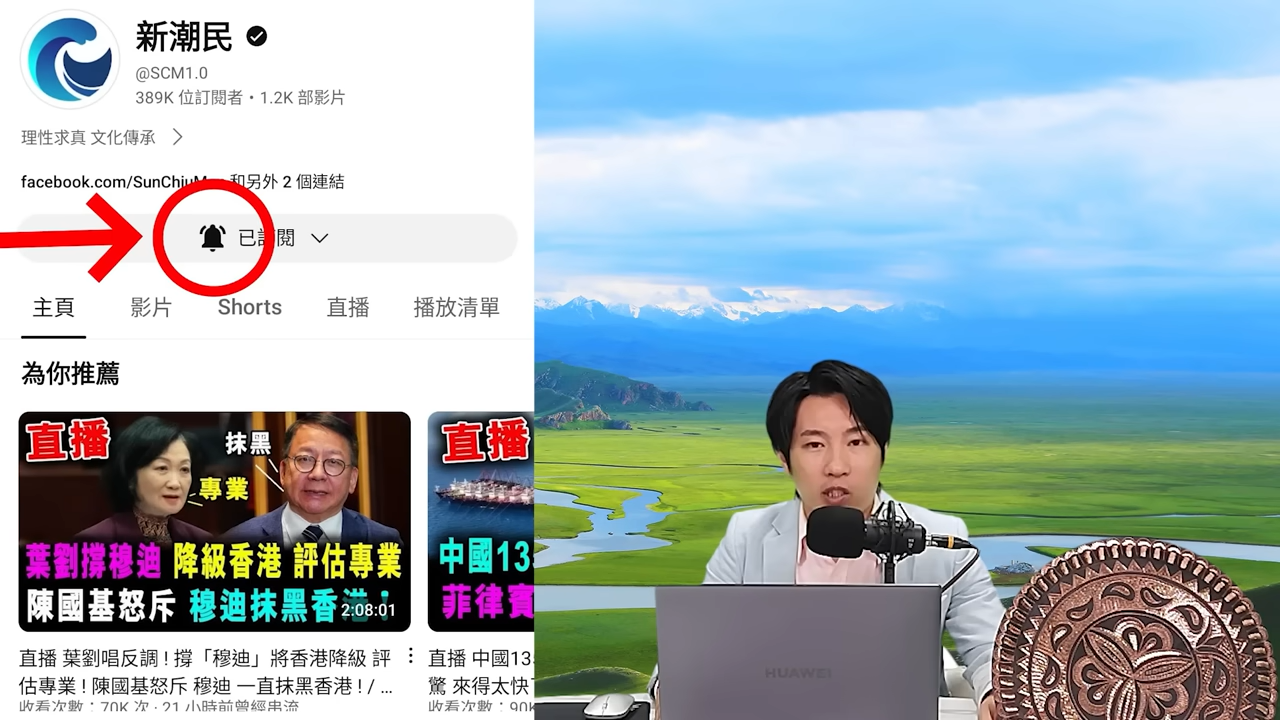 新潮民
@SCM1.0
389K 位訂閱者・1.2K 部影片
理性求真 文化傳承
facebook.com/SunChiuMan 和另外 2 個連結
已訂閱
主頁 影片 Shorts 直播 播放清單
為你推薦
直播
抹黑
專業
葉劉撐穆迪 降級香港 評估專業
陳國基怒斥 穆迪抹黑香港！
2:08:01
直播 葉劉唱反調 ! 撐「穆迪」將香港降級 評
估專業 ! 陳國基怒斥 穆迪 一直抹黑香港 ! / ...
收看次數：70K 次 · 21 小時前曾經串流
直播
中國13
菲律賓
直播 中國13
驚 來得太快
收看次數：90K
HUAWEI